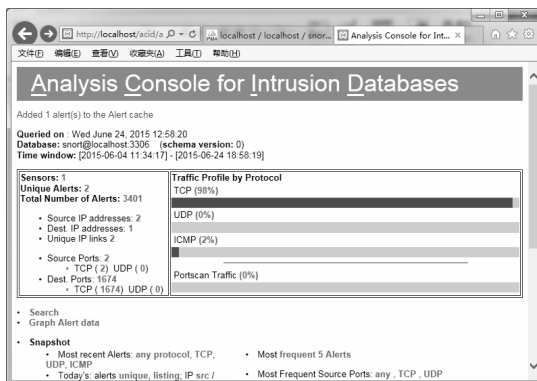 http://localhost/acid/a
localhost / localhost / snor...
Analysis Console for Int...
文件(F) 编辑(E) 查看(V) 收藏夹(A) 工具(T) 帮助(H)
Analysis Console for Intrusion Databases
Added 1 alert(s) to the Alert cache
Queried on : Wed June 24, 2015 12:58:20
Database: snort@localhost:3306 (schema version: 0)
Time window: [2015-06-04 11:34:17] - [2015-06-24 18:58:19]
Sensors: 1
Unique Alerts: 2
Total Number of Alerts: 3401
• Source IP addresses: 2
• Dest. IP addresses: 1
• Unique IP links 2
• Source Ports: 2
◦ TCP ( 2) UDP ( 0)
• Dest. Ports: 1674
◦ TCP ( 1674) UDP ( 0)
Traffic Profile by Protocol
TCP (98%)
UDP (0%)
ICMP (2%)
Portscan Traffic (0%)
• Search
• Graph Alert data
• Snapshot
• Most recent Alerts: any protocol, TCP,
UDP, ICMP
• Today's: alerts unique, listing; IP src /
• Most frequent 5 Alerts
• Most Frequent Source Ports: any , TCP , UDP